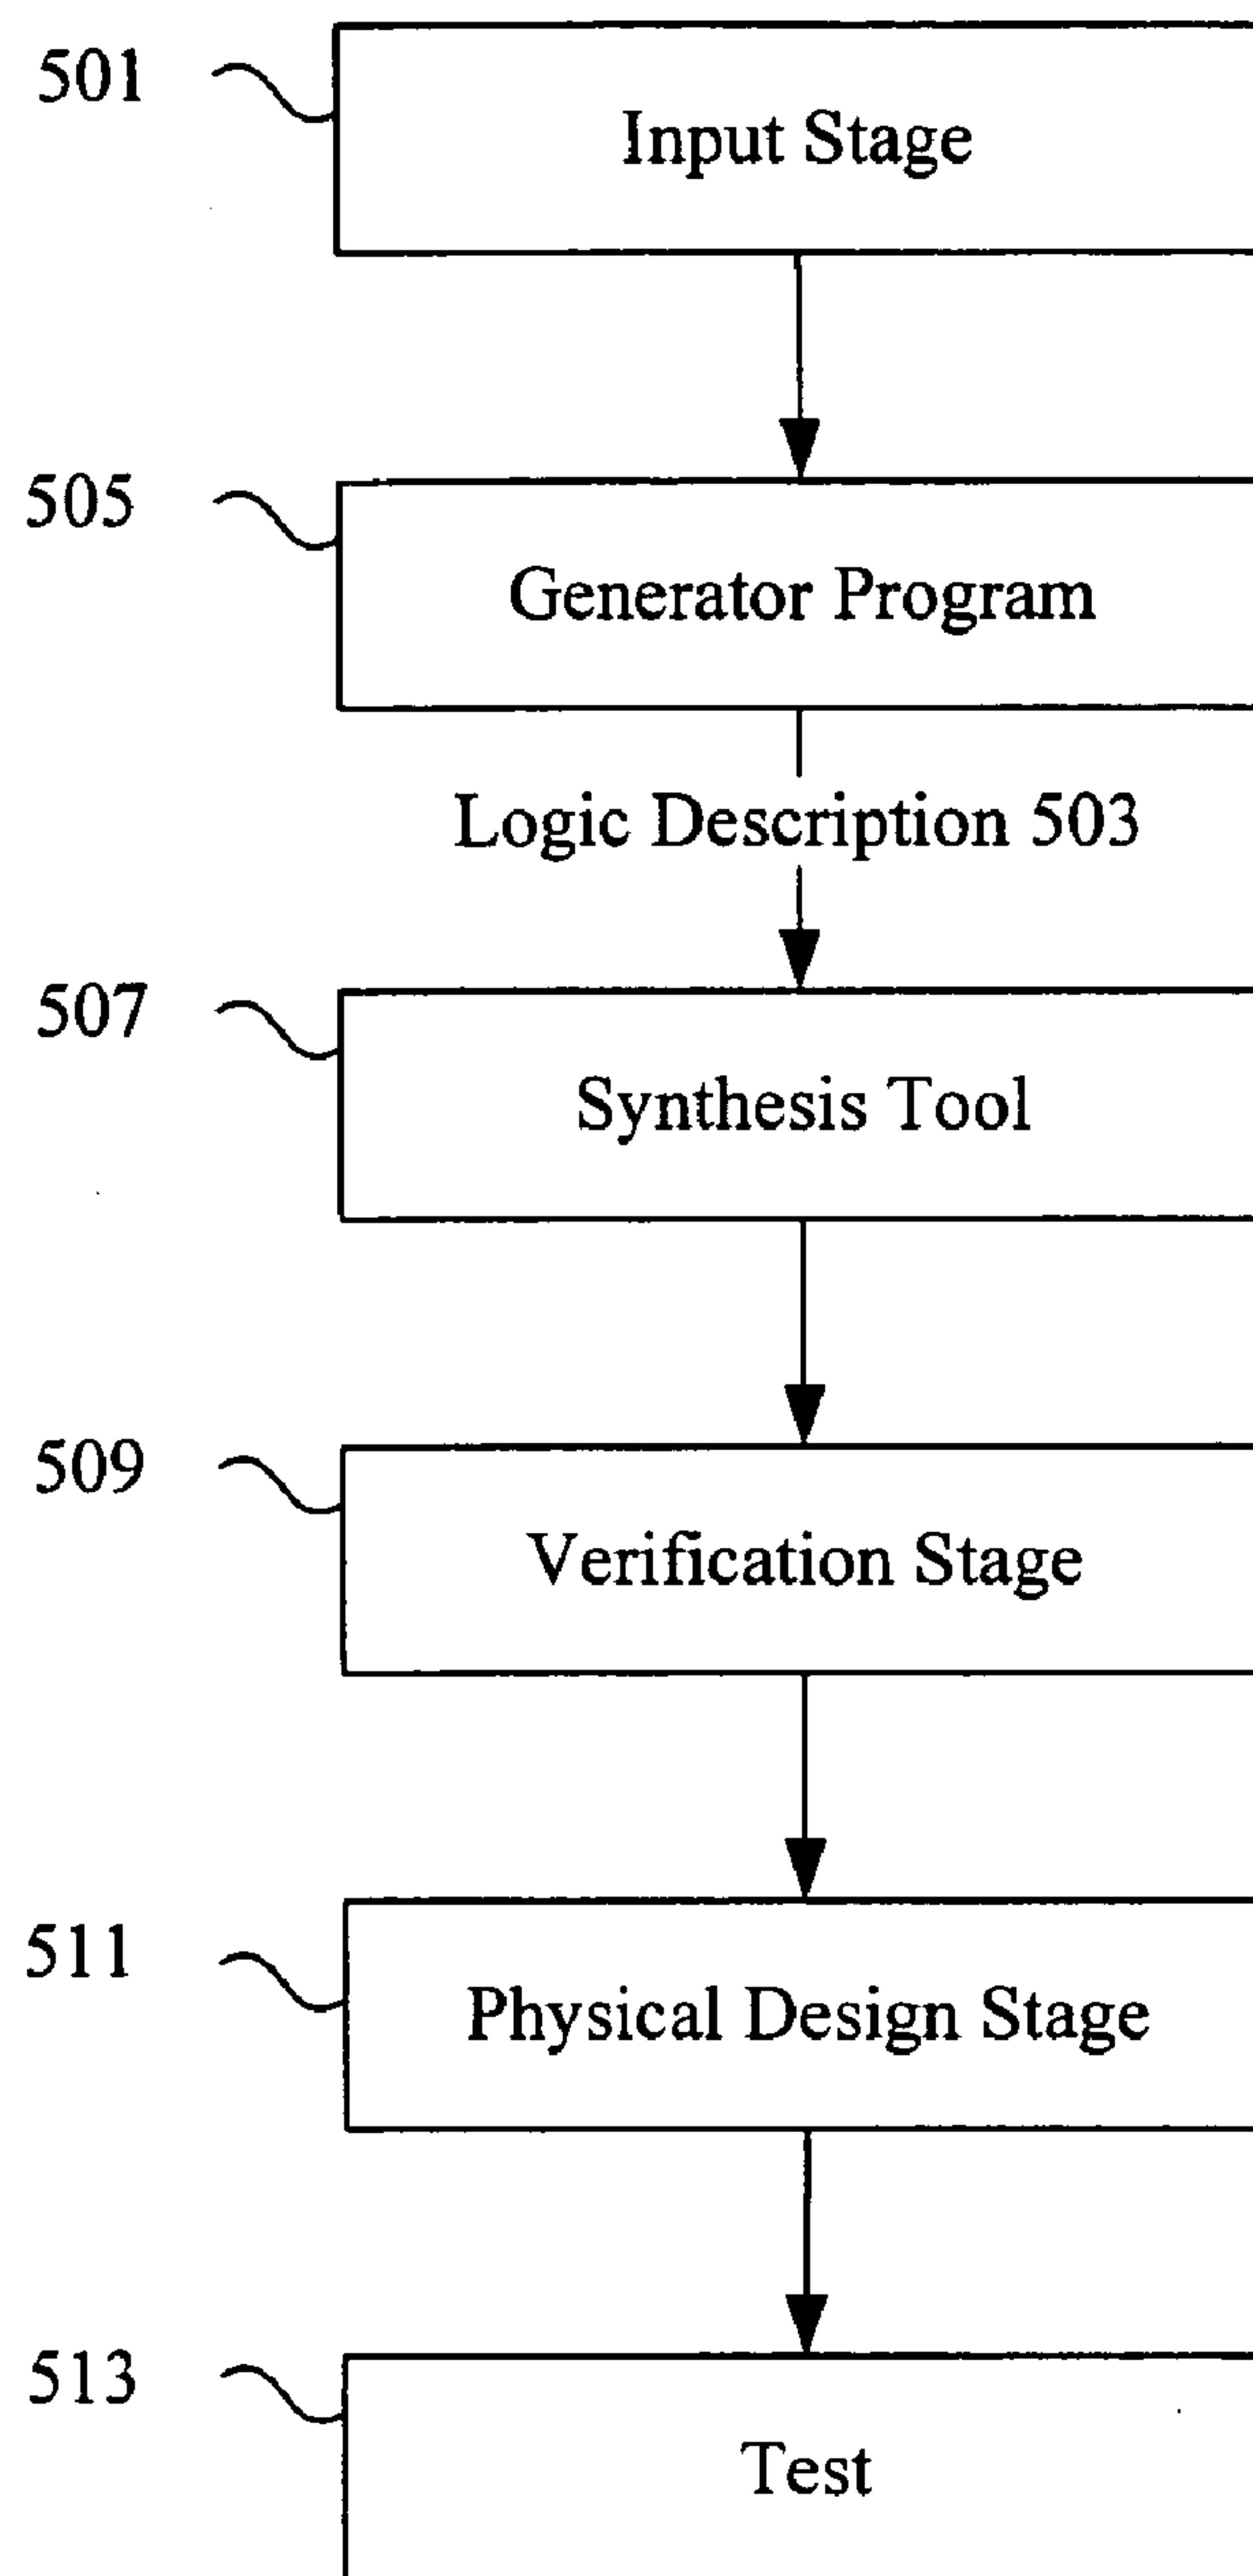 501
Input Stage
505
Generator Program
Logic Description 503
507
Synthesis Tool
509
Verification Stage
511
Physical Design Stage
513
Test